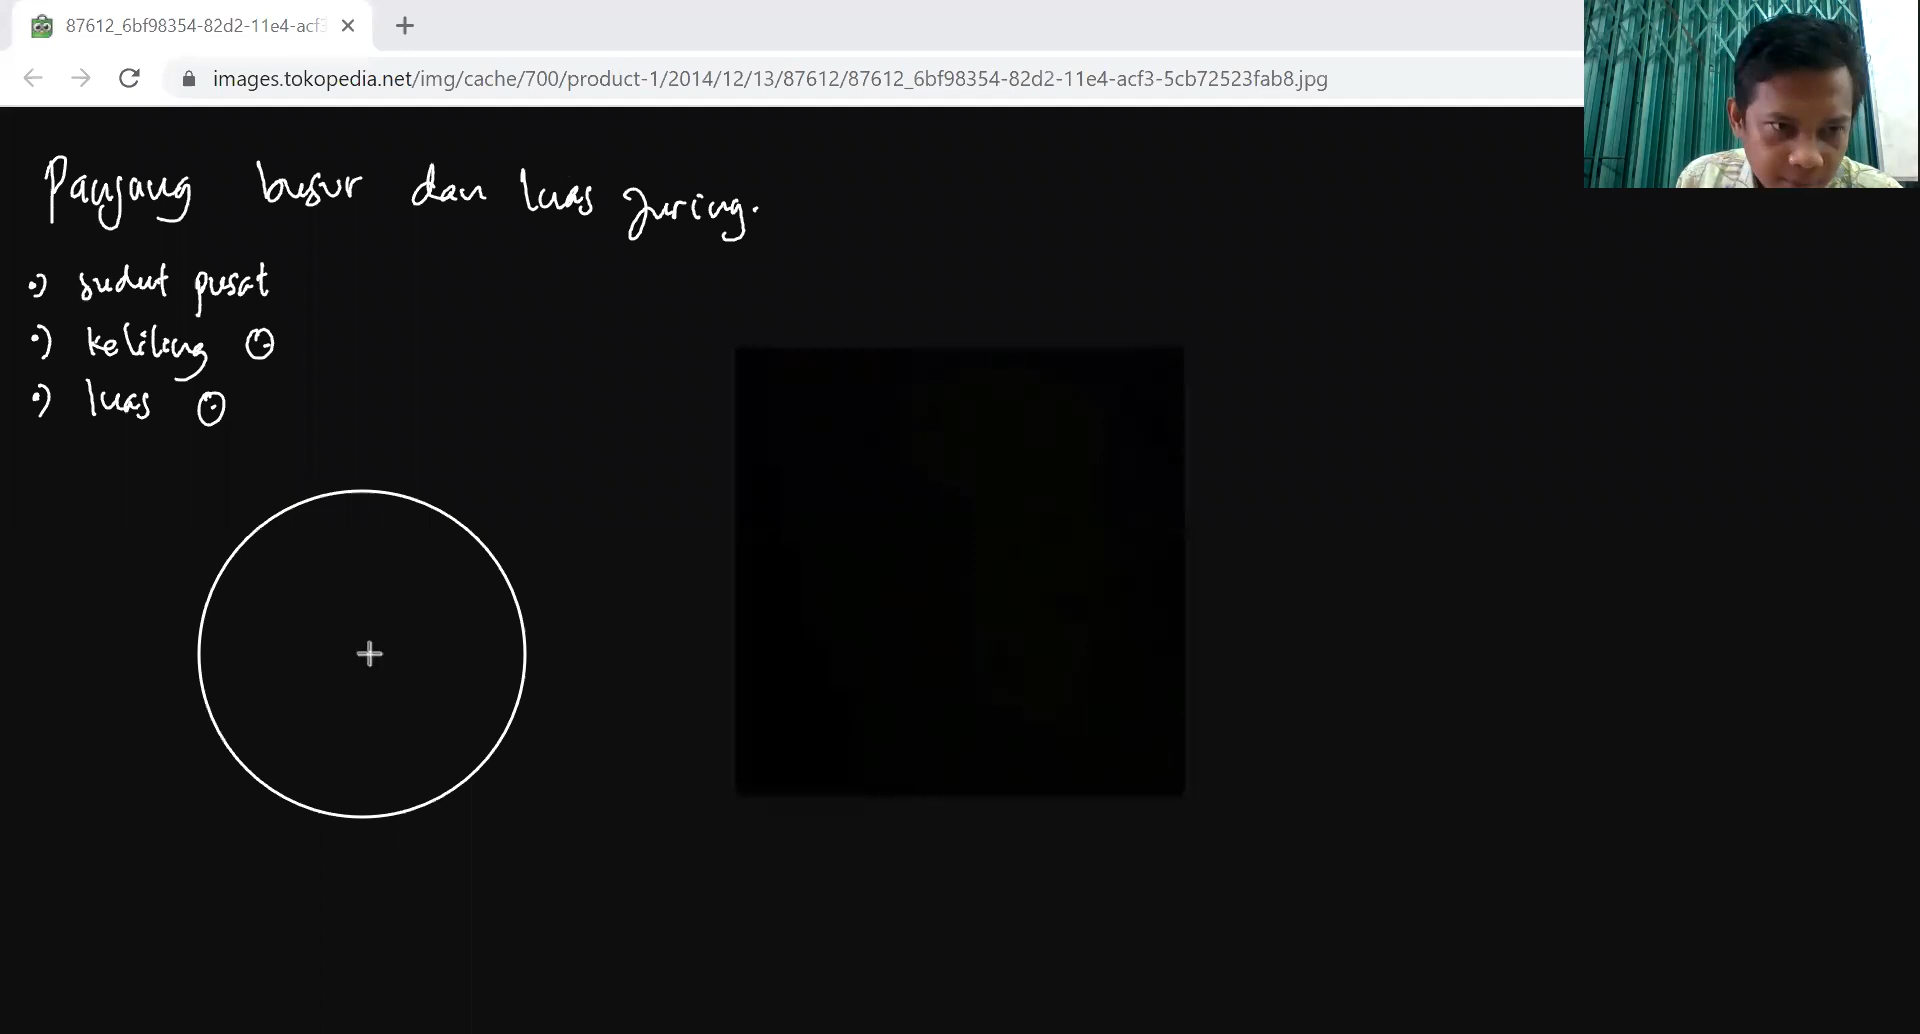 87612_6bf98354-82d2-11e4-acf3
images.tokopedia.net/img/cache/700/product-1/2014/12/13/87612/87612_6bf98354-82d2-11e4-acf3-5cb72523fab8.jpg
Panjang busur dan luas juring.
•) sudut pusat
•) keliling ⊙
•) luas ⊙